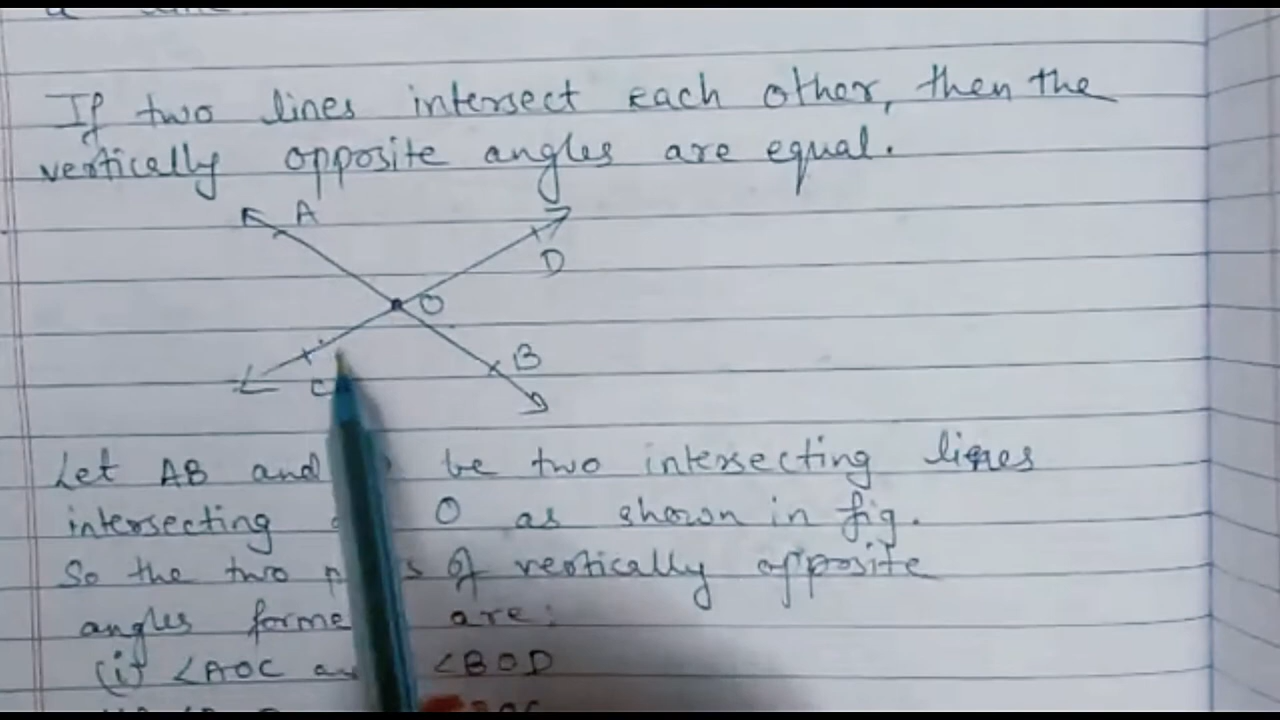 If two lines intersect each other, then the
vertically opposite angles are equal.
A
D
O
B
C
Let AB and be two intersecting lines
intersecting O as shown in fig.
So the two of vertically opposite
angles are:
(i) ∠AOC ∠BOD